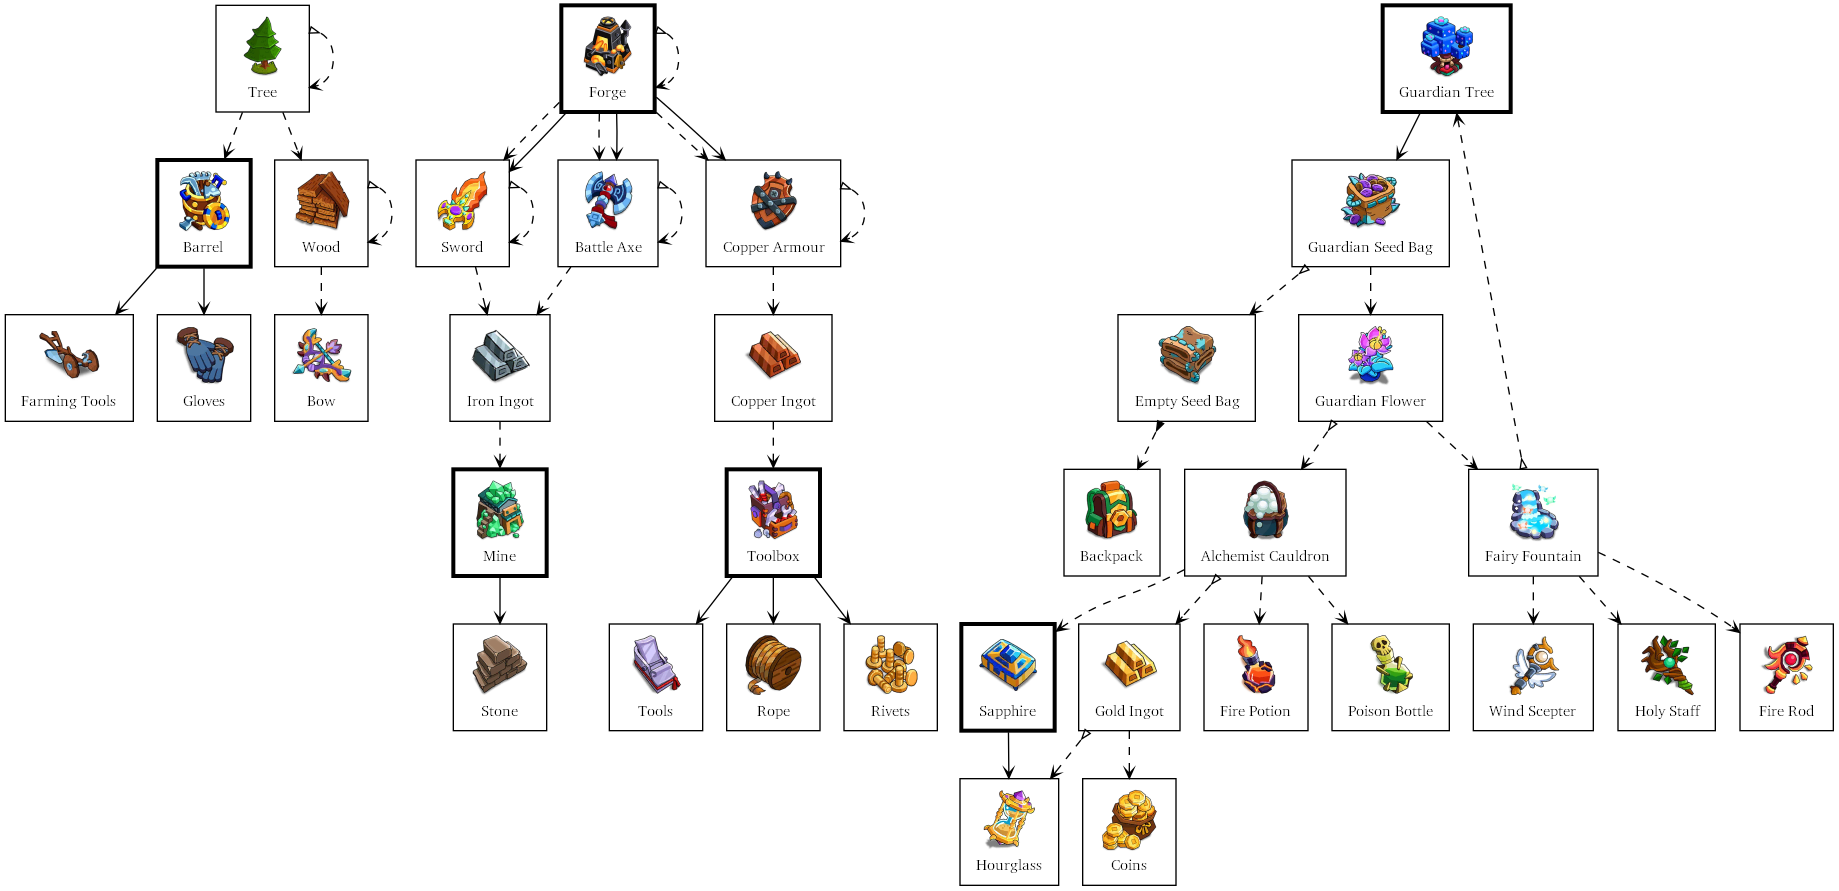 Tree
Forge
Guardian Tree
Barrel
Wood
Sword
Battle Axe
Copper Armour
Guardian Seed Bag
Farming Tools
Gloves
Bow
Iron Ingot
Copper Ingot
Empty Seed Bag
Guardian Flower
Mine
Toolbox
Backpack
Alchemist Cauldron
Fairy Fountain
Stone
Tools
Rope
Rivets
Sapphire
Gold Ingot
Fire Potion
Poison Bottle
Wind Scepter
Holy Staff
Fire Rod
Hourglass
Coins